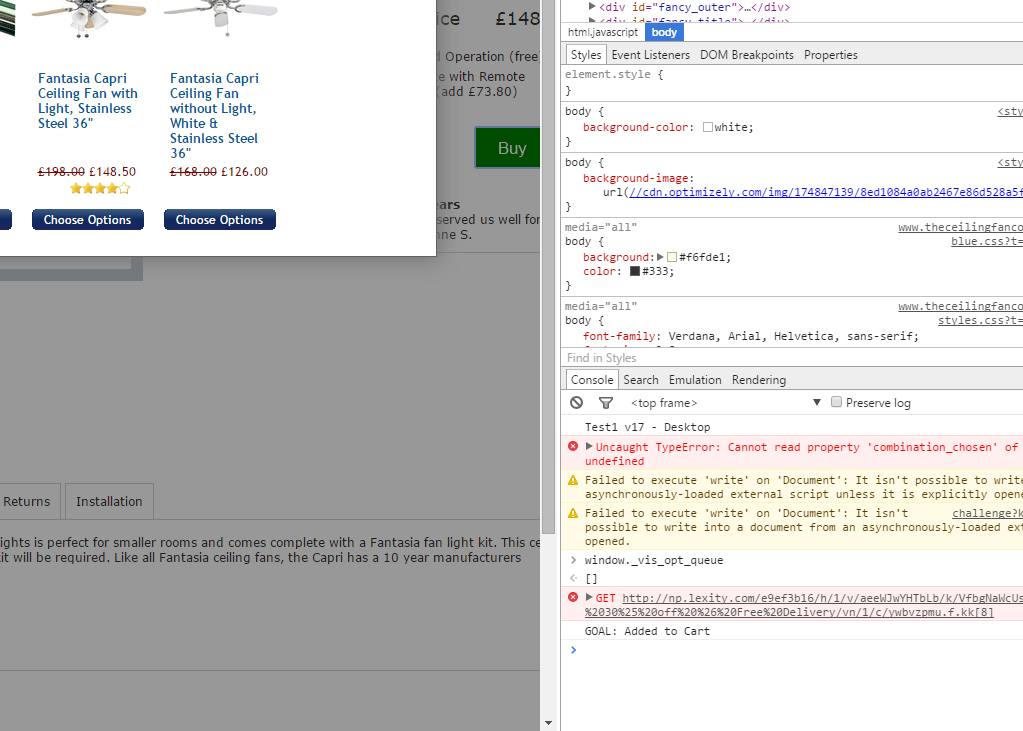 ice £148
Operation (free
e with Remote
(add £73.80)
Buy
ears
served us well for
nne S.
Fantasia Capri
Ceiling Fan with
Light, Stainless
Steel 36"
£198.00 £148.50
Choose Options
Fantasia Capri
Ceiling Fan
without Light,
White &
Stainless Steel
36"
£168.00 £126.00
Choose Options
Returns
Installation
ights is perfect for smaller rooms and comes complete with a Fantasia fan light kit. This ce
it will be required. Like all Fantasia ceiling fans, the Capri has a 10 year manufacturers
<div id="fancy_outer">…</div>
<div id="fancy_title">…</div>
html.javascript body
Styles Event Listeners DOM Breakpoints Properties
element.style {
}
body { <sty
background-color: white;
}
body { <sty
background-image:
url(//cdn.optimizely.com/img/174847139/8ed1084a0ab2467e86d528a5f
}
media="all" www.theceilingfanco
body { blue.css?t=
background: #f6fde1;
color: #333;
}
media="all" www.theceilingfanco
body { styles.css?t=
font-family: Verdana, Arial, Helvetica, sans-serif;
Find in Styles
Console Search Emulation Rendering
<top frame> ▼ Preserve log
Test1 v17 - Desktop
Uncaught TypeError: Cannot read property 'combination_chosen' of
undefined
Failed to execute 'write' on 'Document': It isn't possible to write
asynchronously-loaded external script unless it is explicitly opene
Failed to execute 'write' on 'Document': It isn't challenge?k
possible to write into a document from an asynchronously-loaded ext
opened.
> window._vis_opt_queue
< []
GET http://np.lexity.com/e9ef3b16/h/1/v/aeeWJwYHTbLb/k/VfbgNaWcUs
%2030%25%20off%20%26%20Free%20Delivery/vn/1/c/ywbvzpmu.f.kk[8]
GOAL: Added to Cart
>